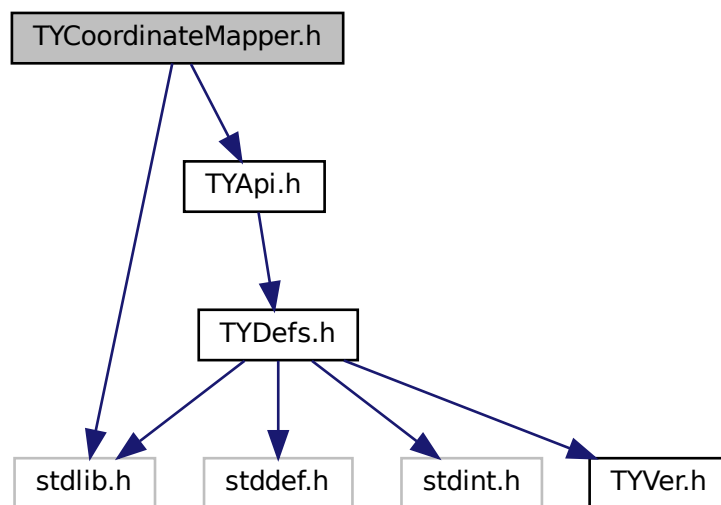 TYCoordinateMapper.h
TYApi.h
TYDefs.h
stdlib.h
stddef.h
stdint.h
TYVer.h